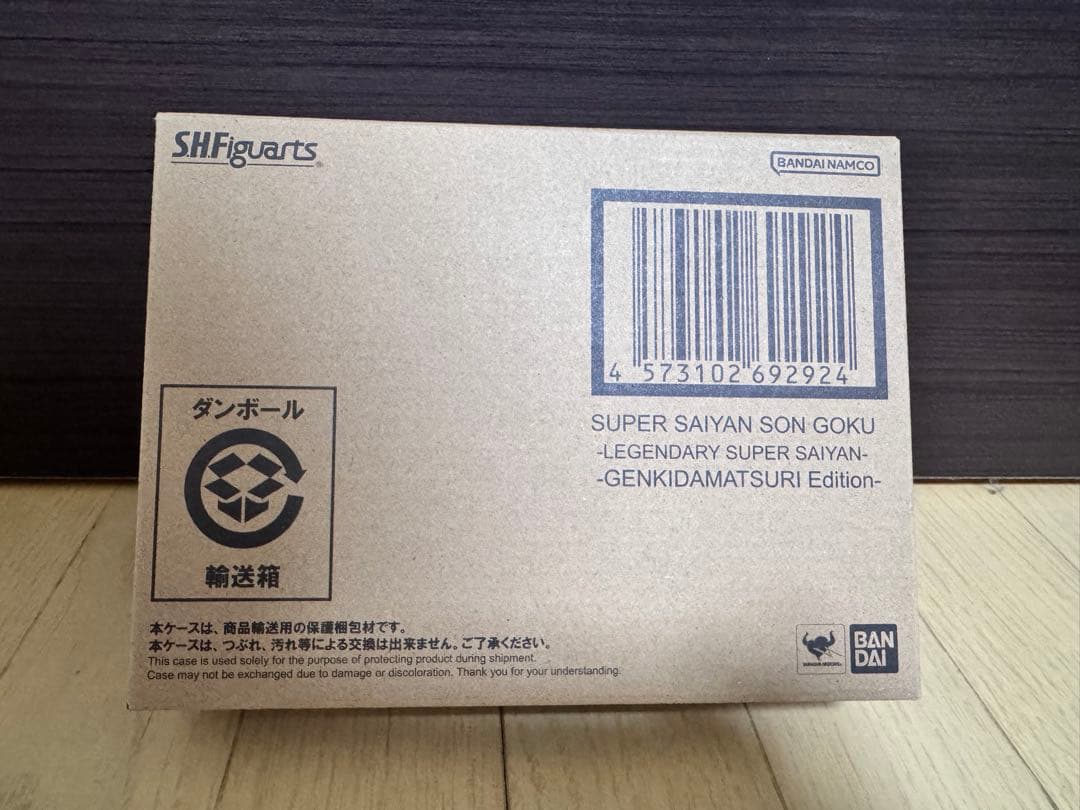 S.H.Figuarts
BANDAI NAMCO
4 573102 692924
SUPER SAIYAN SON GOKU
-LEGENDARY SUPER SAIYAN-
-GENKIDAMATSURI Edition-
ダンボール
輸送箱
本ケースは、商品輸送用の保護梱包材です。
本ケースは、つぶれ、汚れ等による交換は出来ません。ご了承ください。
This case is used solely for the purpose of protecting product during shipment.
Case may not be exchanged due to damage or discoloration. Thank you for your understanding.
BAN
DAI